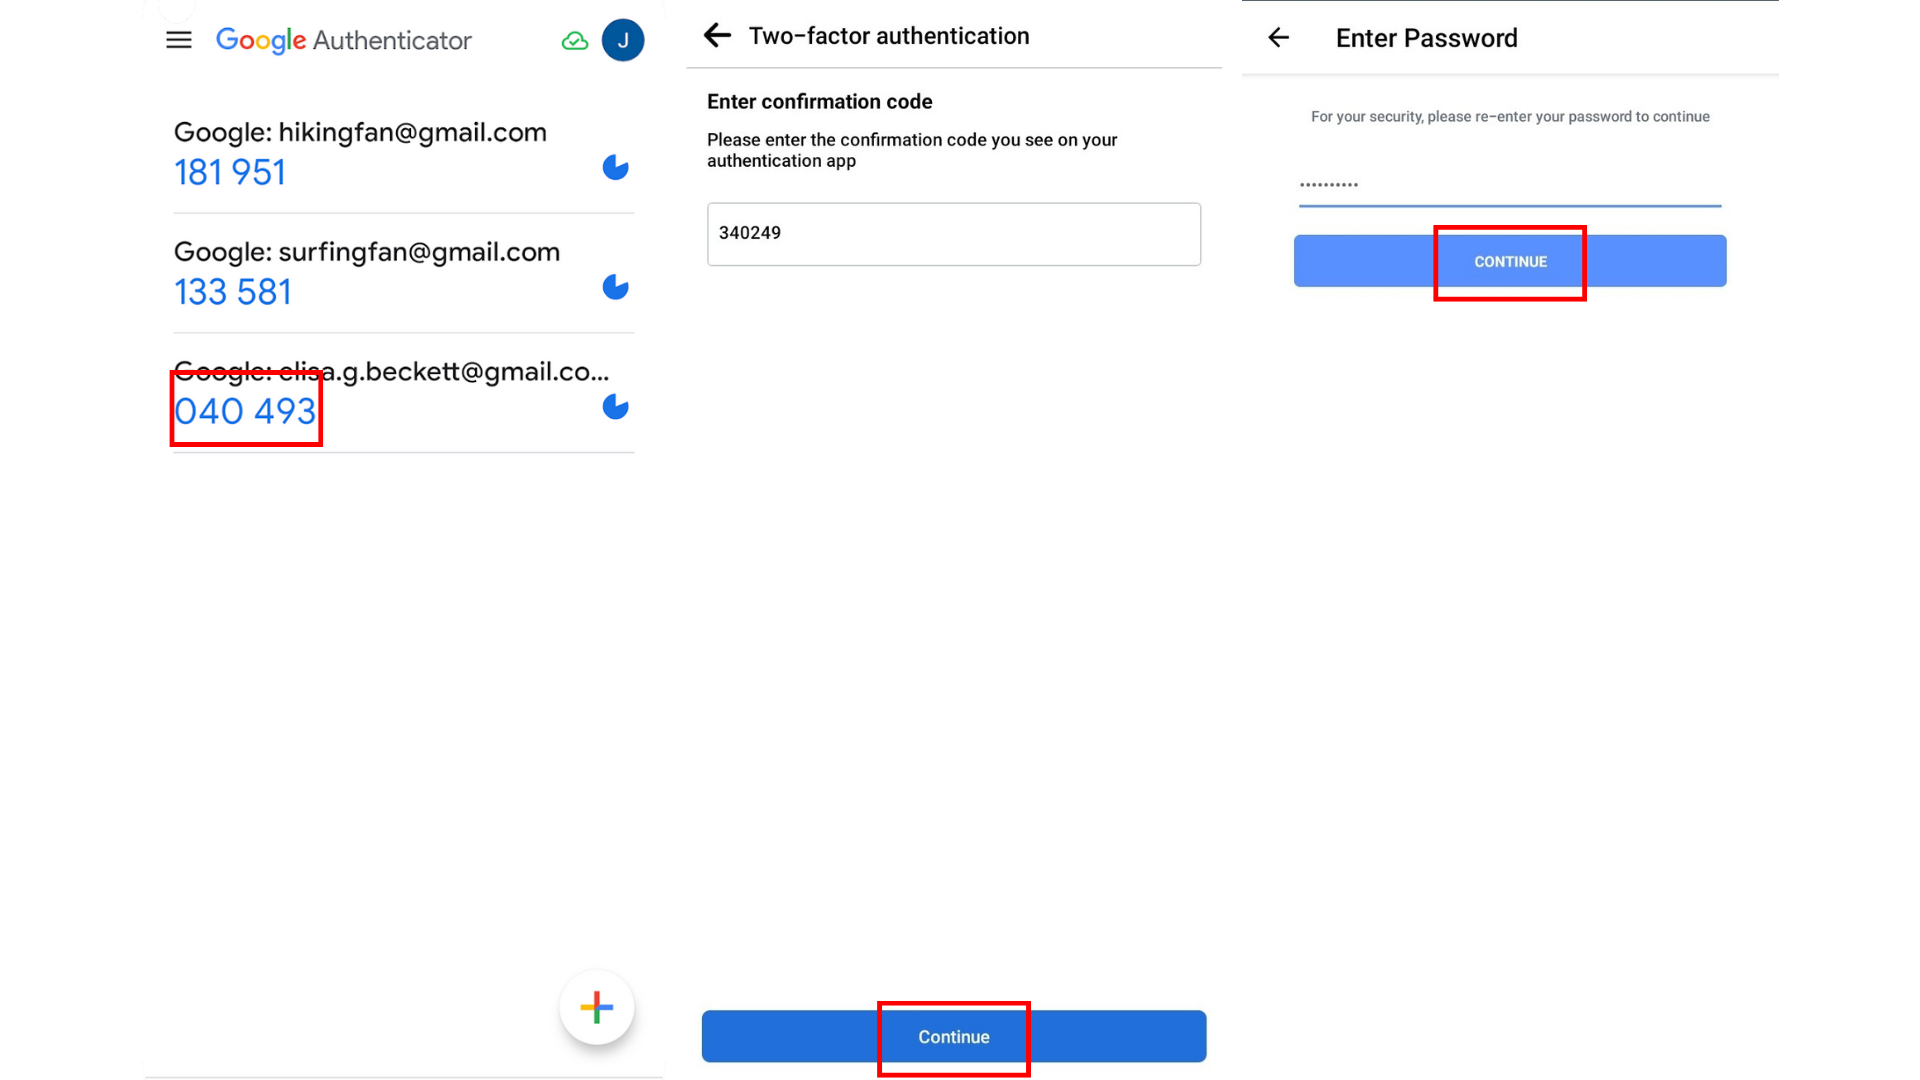 Google Authenticator
J
Google: hikingfan@gmail.com
181 951
Google: surfingfan@gmail.com
133 581
Google: elisa.g.beckett@gmail.co...
040 493
Two-factor authentication
Enter confirmation code
Please enter the confirmation code you see on your
authentication app
340249
Continue
Enter Password
For your security, please re-enter your password to continue
••••••••••
CONTINUE